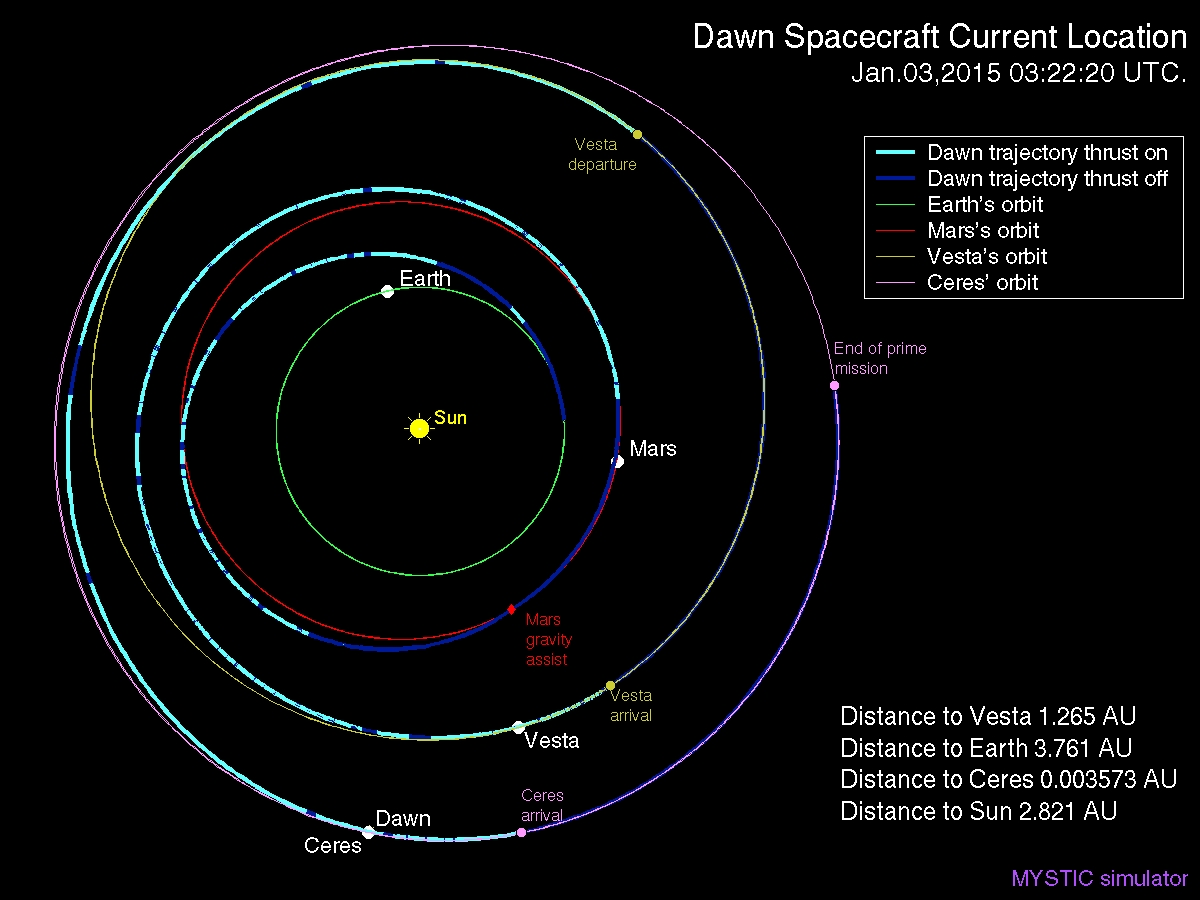 Dawn Spacecraft Current Location
Jan.03,2015 03:22:20 UTC.
Dawn trajectory thrust on
Dawn trajectory thrust off
Earth's orbit
Mars's orbit
Vesta's orbit
Ceres' orbit
Vesta
departure
Earth
End of prime
mission
Sun
Mars
Mars
gravity
assist
Vesta
arrival
Vesta
Ceres
arrival
Dawn
Ceres
Distance to Vesta 1.265 AU
Distance to Earth 3.761 AU
Distance to Ceres 0.003573 AU
Distance to Sun 2.821 AU
MYSTIC simulator